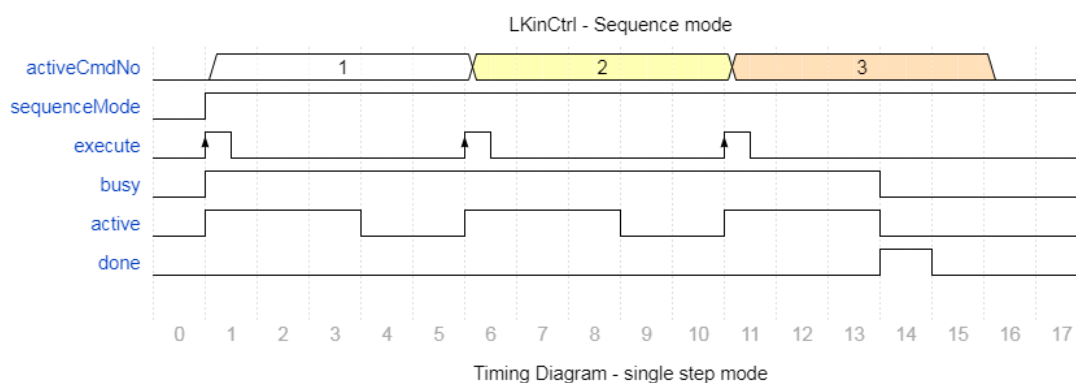 LKinCtrl - Sequence mode
activeCmdNo 1 2 3
sequenceMode
execute
busy
active
done
0 1 2 3 4 5 6 7 8 9 10 11 12 13 14 15 16 17
Timing Diagram - single step mode